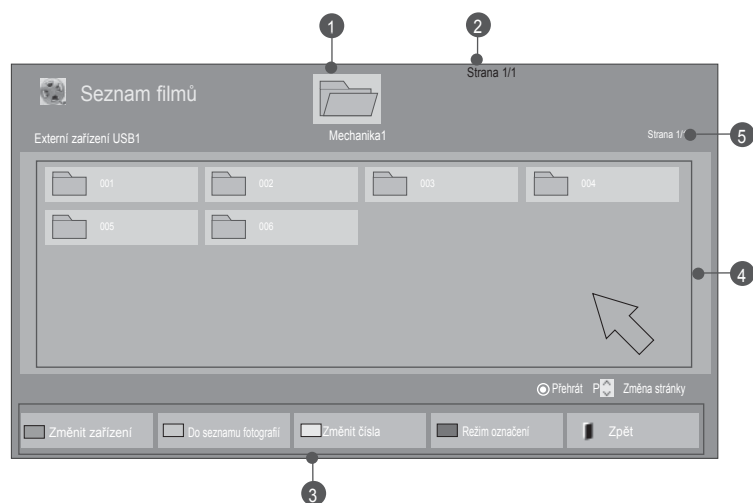 1
2
Strana 1/1
Seznam filmů
Mechanika1
Externí zařízení USB1
Strana 1/
5
001
002
003
004
005
006
4
Přehrát
P
Změna stránky
Změnit zařízení
Do seznamu fotografií
Změnit čísla
Režim označení
Zpět
3